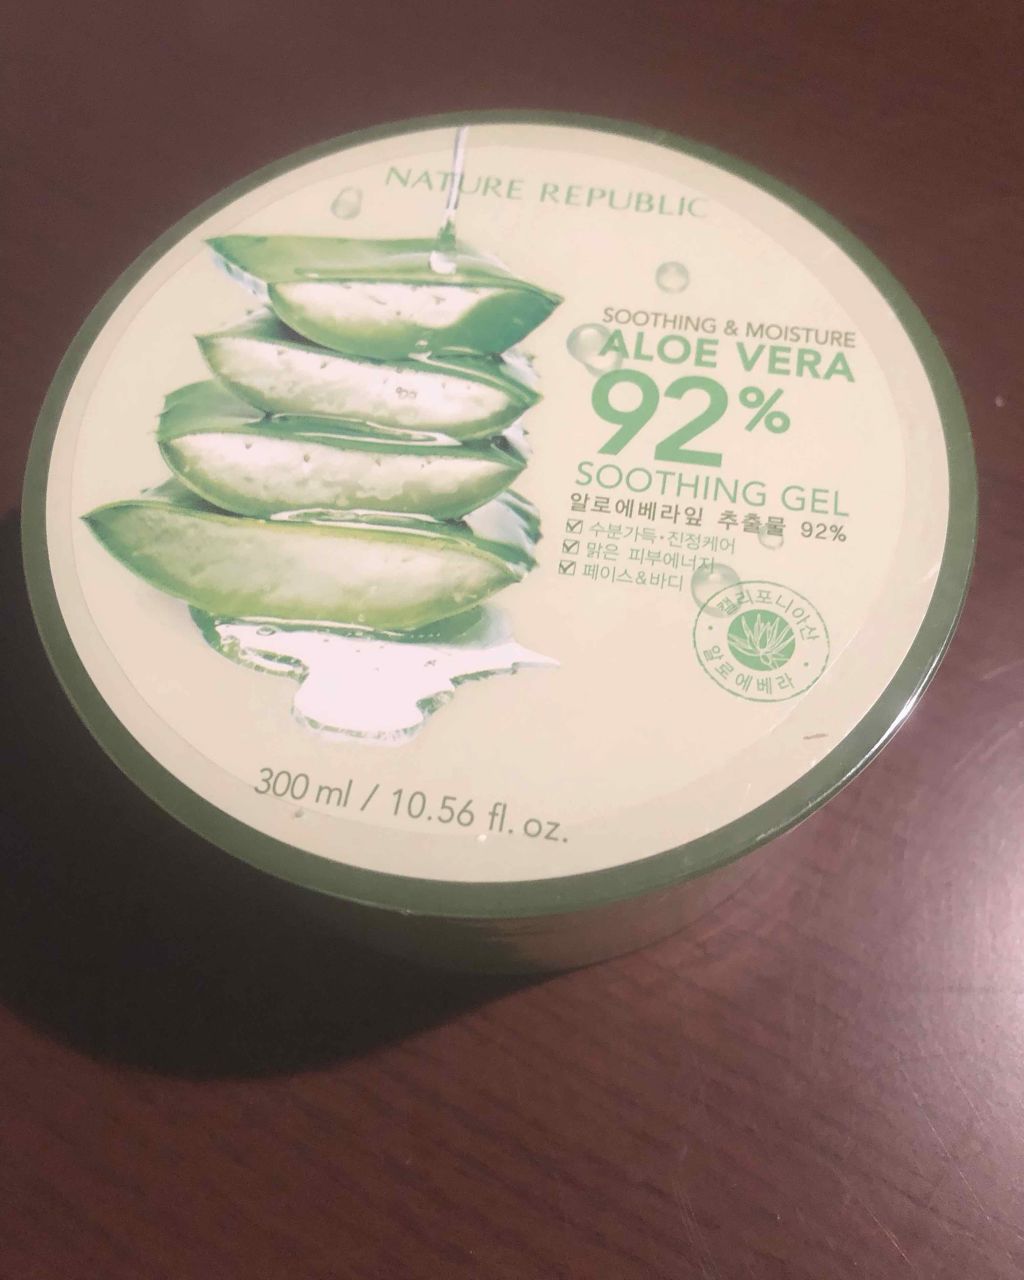 NATURE REPUBLIC
SOOTHING & MOISTURE
ALOE VERA
92%
SOOTHING GEL
알로에베라잎 추출물 92%
수분가득·진정케어
맑은 피부에너지
페이스&바디
캘리포니아산
알로에베라
300 ml / 10.56 fl. oz.